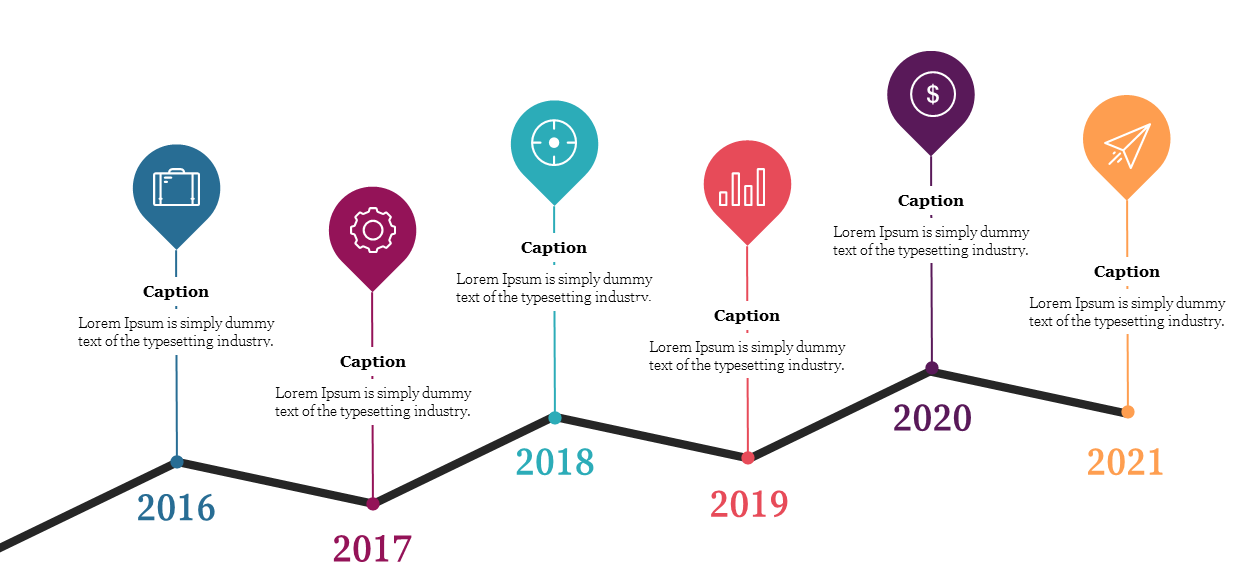 Caption
Lorem Ipsum is simply dummy
text of the typesetting industry.
2016
Caption
Lorem Ipsum is simply dummy
text of the typesetting industry.
2017
Caption
Lorem Ipsum is simply dummy
text of the typesetting industry.
2018
Caption
Lorem Ipsum is simply dummy
text of the typesetting industry.
2019
$
Caption
Lorem Ipsum is simply dummy
text of the typesetting industry.
2020
Caption
Lorem Ipsum is simply dummy
text of the typesetting industry.
2021